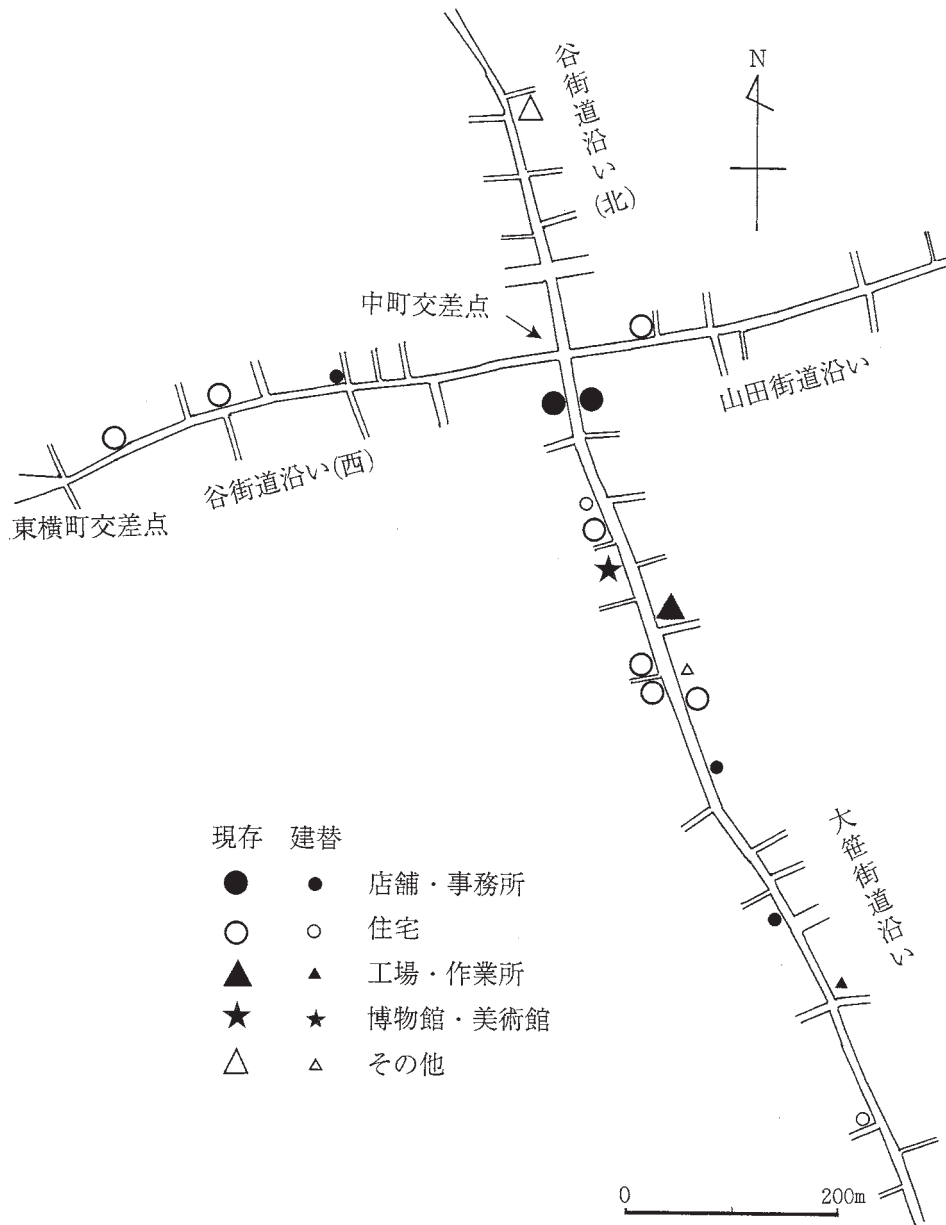 谷街道沿い(北)
N
中町交差点
山田街道沿い
谷街道沿い(西)
東横町交差点
大笹街道沿い
現存 建替
店舗・事務所
住宅
工場・作業所
博物館・美術館
その他
0 200m